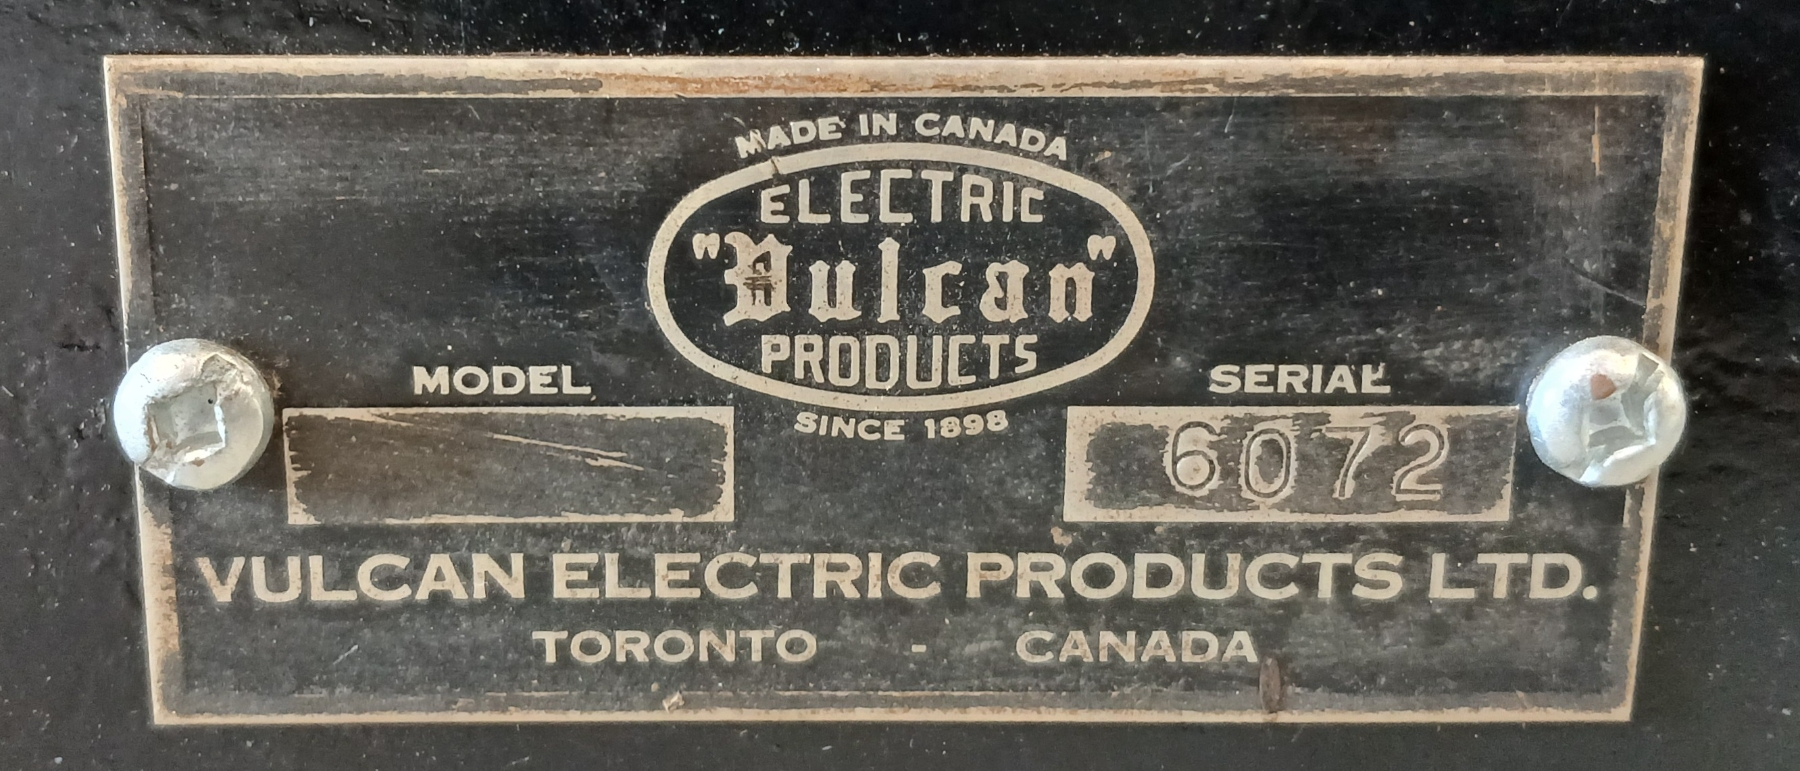 MADE IN CANADA
ELECTRIC
"Vulcan"
PRODUCTS
SINCE 1898
MODEL
SERIAL
6072
VULCAN ELECTRIC PRODUCTS LTD.
TORONTO - CANADA